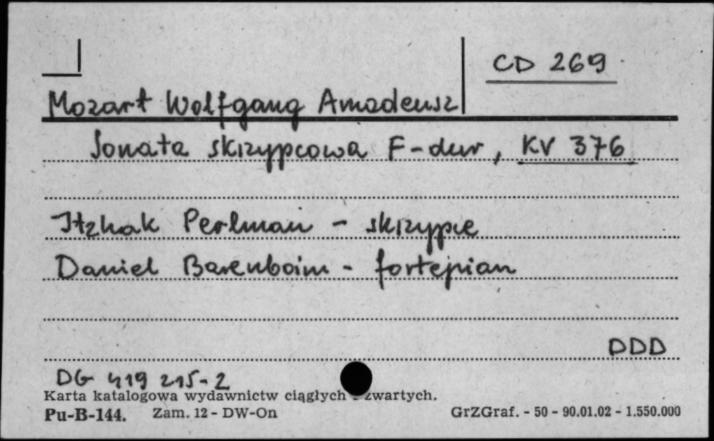 CD 269
Mozart Wolfgang Amadeusz
Sonata skrzypcowa F-dur, KV 376
Itzhak Perlman - skrzypce
Daniel Barenboim - fortepian
DDD
DG 419 215-2
Karta katalogowa wydawnictw ciągłych i zwartych.
Pu-B-144. Zam. 12 - DW-On GrZGraf. - 50 - 90.01.02 - 1.550.000